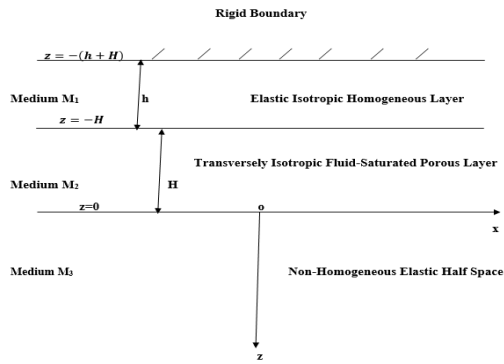 Rigid Boundary
z = −(h + H)
Medium M₁
h
Elastic Isotropic Homogeneous Layer
z = −H
Transversely Isotropic Fluid-Saturated Porous Layer
Medium M₂
H
z=0
o
x
Medium M₃
Non-Homogeneous Elastic Half Space
z